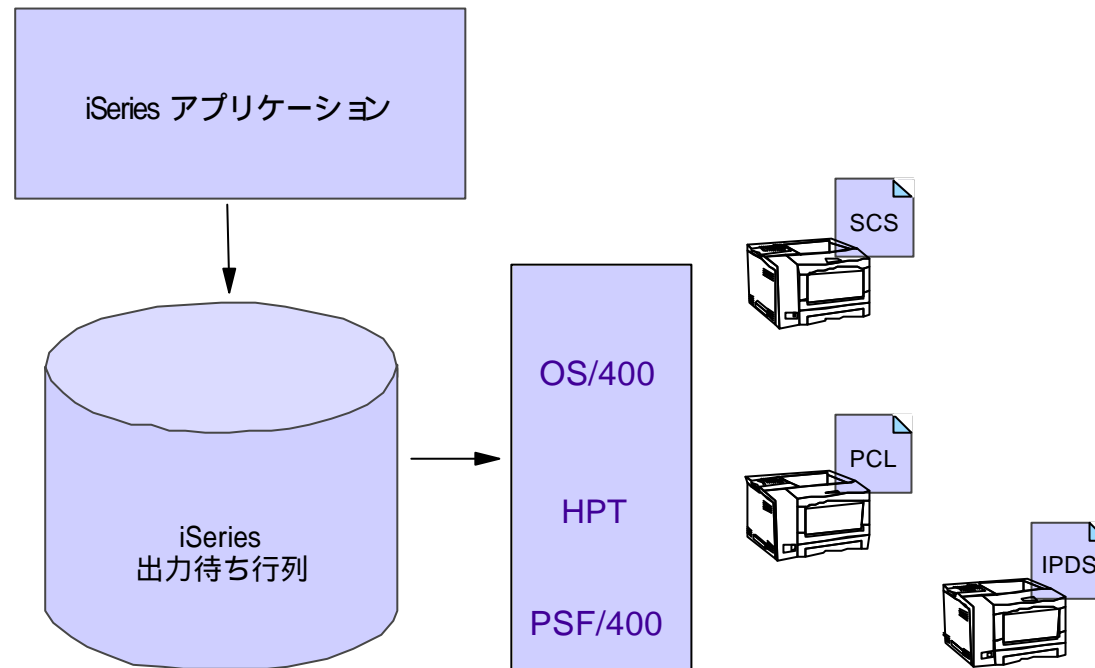 iSeries アプリケーション
SCS
OS/400
PCL
HPT
iSeries
出力待ち行列
IPDS
PSF/400